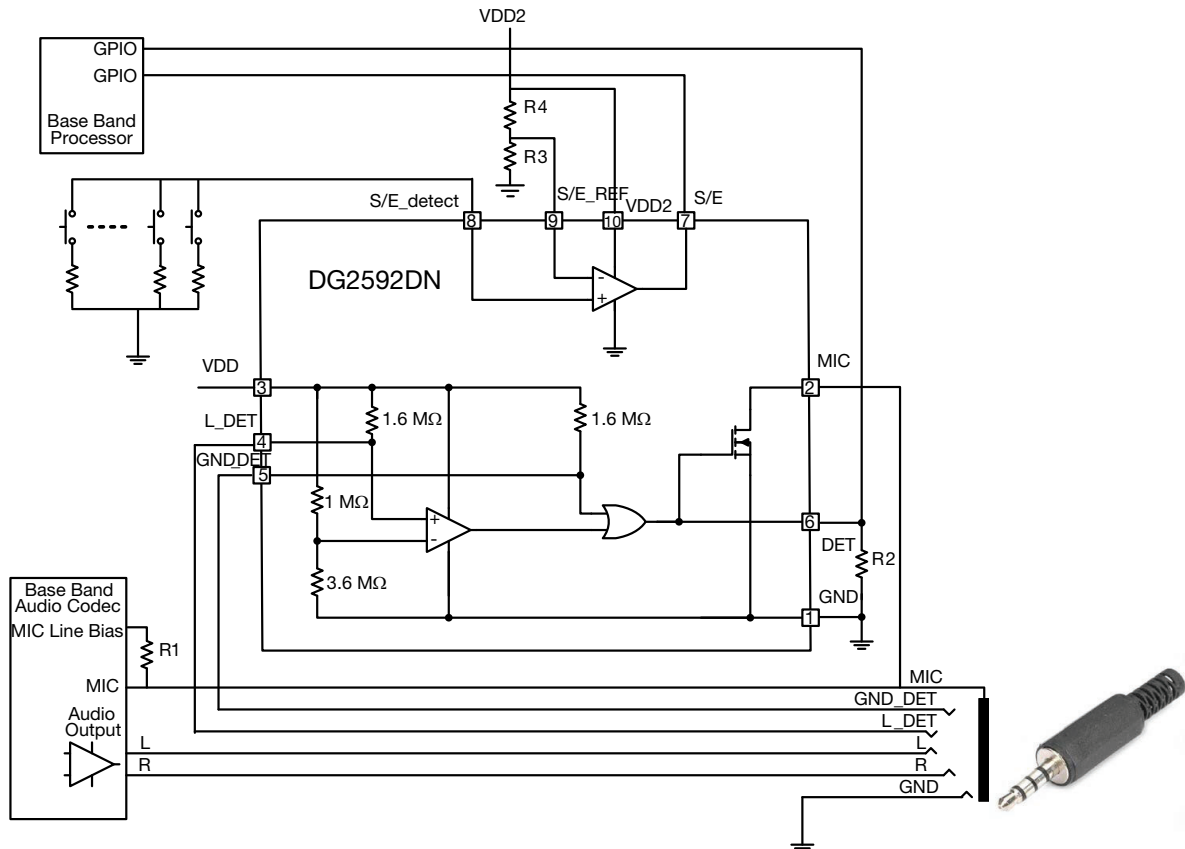 VDD2
GPIO
GPIO
Base Band
Processor
R4
R3
S/E_detect
S/E_REF
VDD2
S/E
8
9
10
7
DG2592DN
-
+
VDD
MIC
3
2
1.6 MΩ
1.6 MΩ
L_DET
4
GND_DET
5
1 MΩ
+
-
6
DET
R2
3.6 MΩ
GND
1
Base Band
Audio Codec
MIC Line Bias
R1
MIC
MIC
GND_DET
Audio
Output
L_DET
L
L
R
R
GND